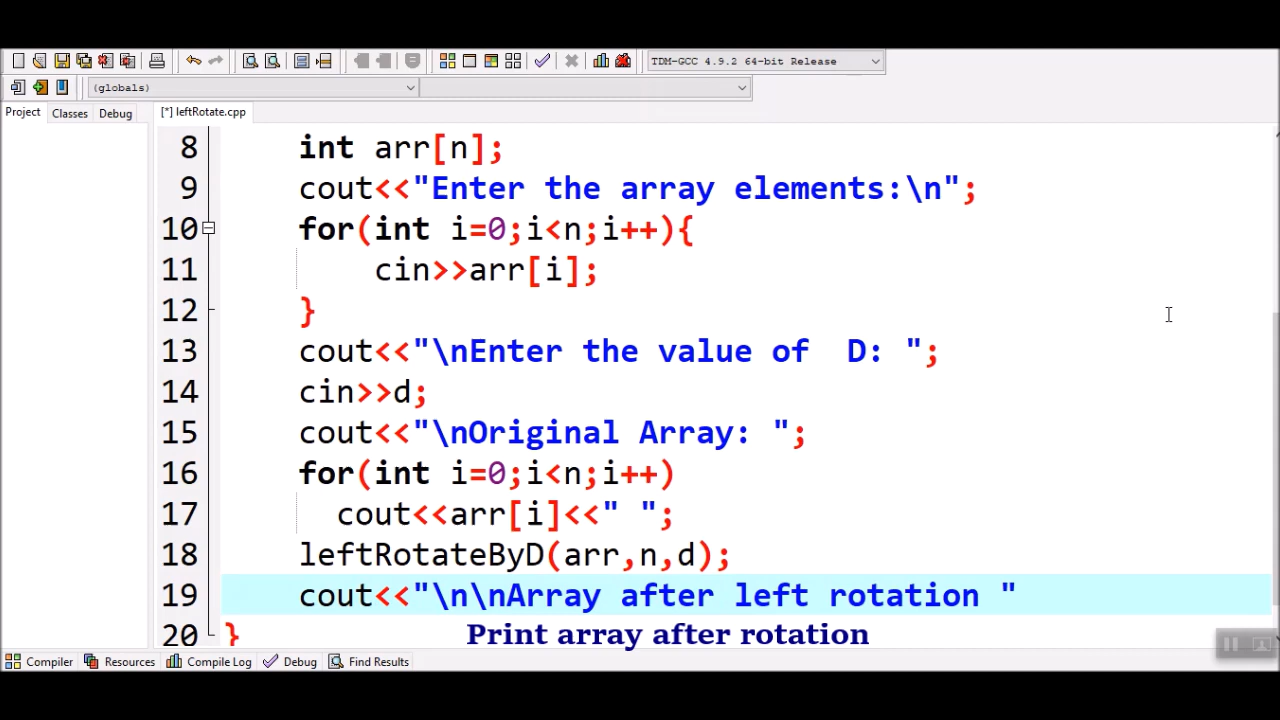 TDM-GCC 4.9.2 64-bit Release
(globals)
Project Classes Debug [*] leftRotate.cpp
8 int arr[n];
9 cout<<"Enter the array elements:\n";
10 for(int i=0;i<n;i++){
11 cin>>arr[i];
12 }
13 cout<<"\nEnter the value of  D: ";
14 cin>>d;
15 cout<<"\nOriginal Array: ";
16 for(int i=0;i<n;i++)
17 cout<<arr[i]<<" ";
18 leftRotateByD(arr,n,d);
19 cout<<"\n\nArray after left rotation "
20 }
Print array after rotation
Compiler Resources Compile Log Debug Find Results